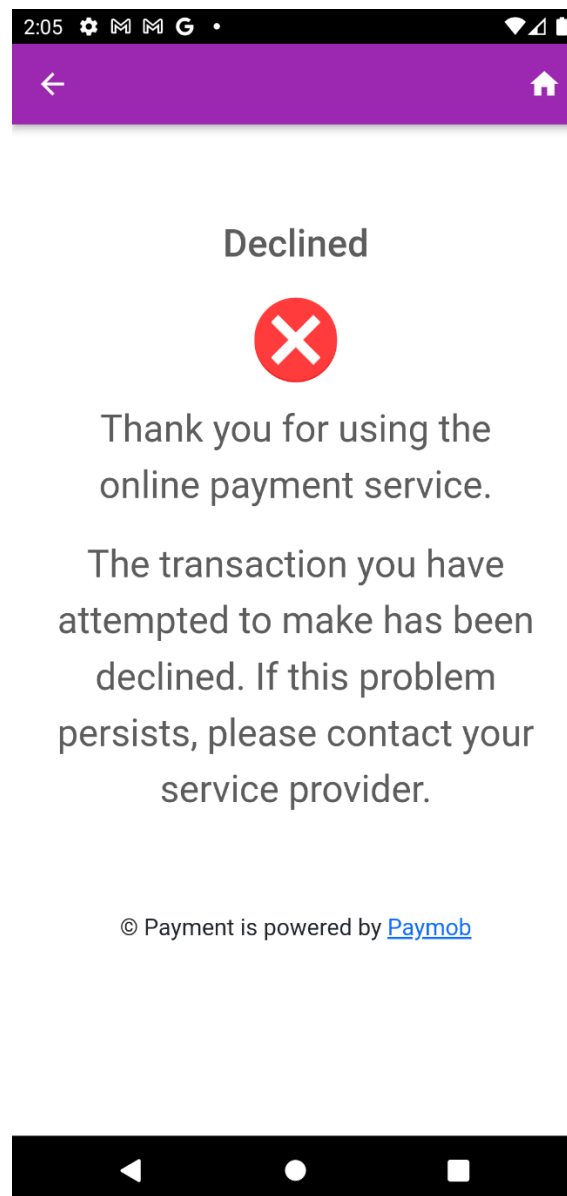 2:05
Declined
Thank you for using the
online payment service.
The transaction you have
attempted to make has been
declined. If this problem
persists, please contact your
service provider.
© Payment is powered by Paymob